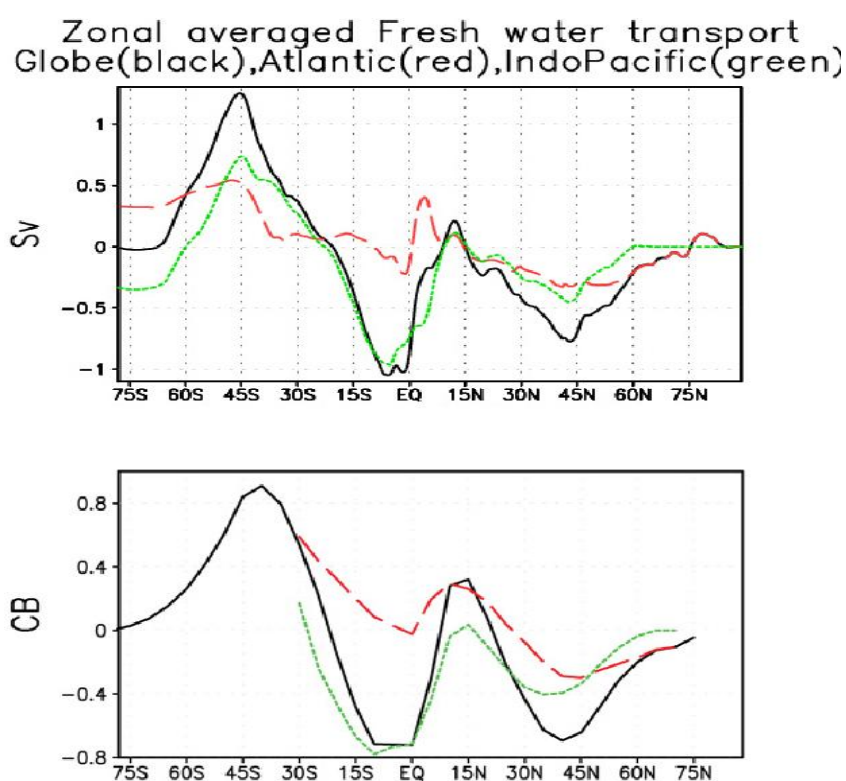 Zonal averaged Fresh water transport
Globe(black),Atlantic(red),IndoPacific(green)
1
0.5
Sv
0
−0.5
−1
75S 60S 45S 30S 15S EQ 15N 30N 45N 60N 75N
0.8
0.4
CB
0
−0.4
−0.8
75S 60S 45S 30S 15S EQ 15N 30N 45N 60N 75N